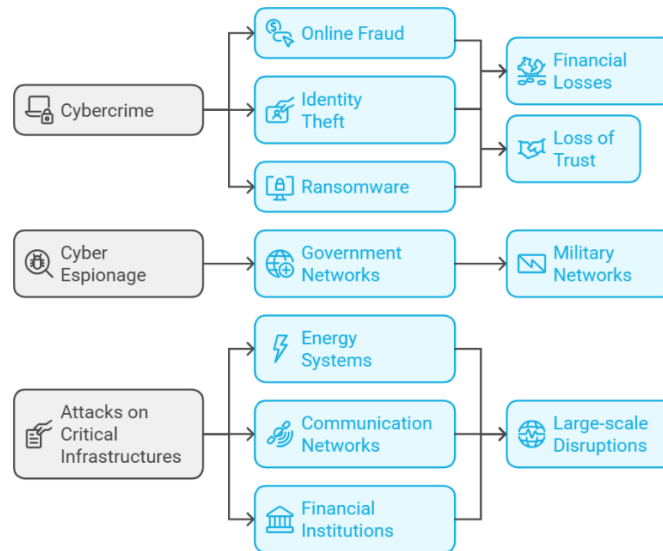 Online Fraud
Financial
Losses
Cybercrime
Identity
Theft
Loss of
Trust
Ransomware
Cyber
Espionage
Government
Networks
Military
Networks
Energy
Systems
Attacks on
Critical
Infrastructures
Communication
Networks
Large-scale
Disruptions
Financial
Institutions